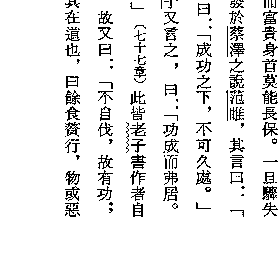 而富貴身首莫能長保。一旦驟失
發於蔡澤之說范雎，其言曰：「
曰：「成功之下，不可久處。」
子又言之，曰：「功成而弗居。
」（七十七章）此皆老子書作者自
故又曰：「不自伐，故有功；
其在道也，曰餘食贅行，物或惡